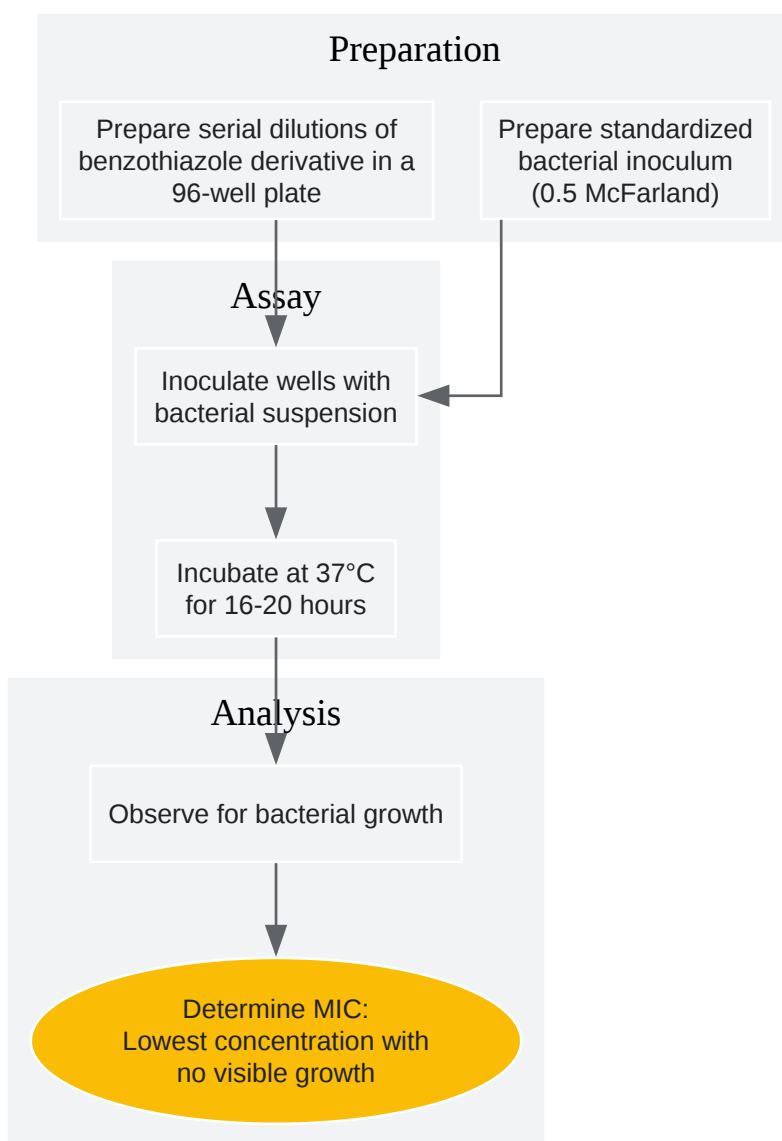 Preparation
Prepare serial dilutions of
benzothiazole derivative in a
96-well plate
Prepare standardized
bacterial inoculum
(0.5 McFarland)
Assay
Inoculate wells with
bacterial suspension
Incubate at 37°C
for 16-20 hours
Analysis
Observe for bacterial growth
Determine MIC:
Lowest concentration with
no visible growth